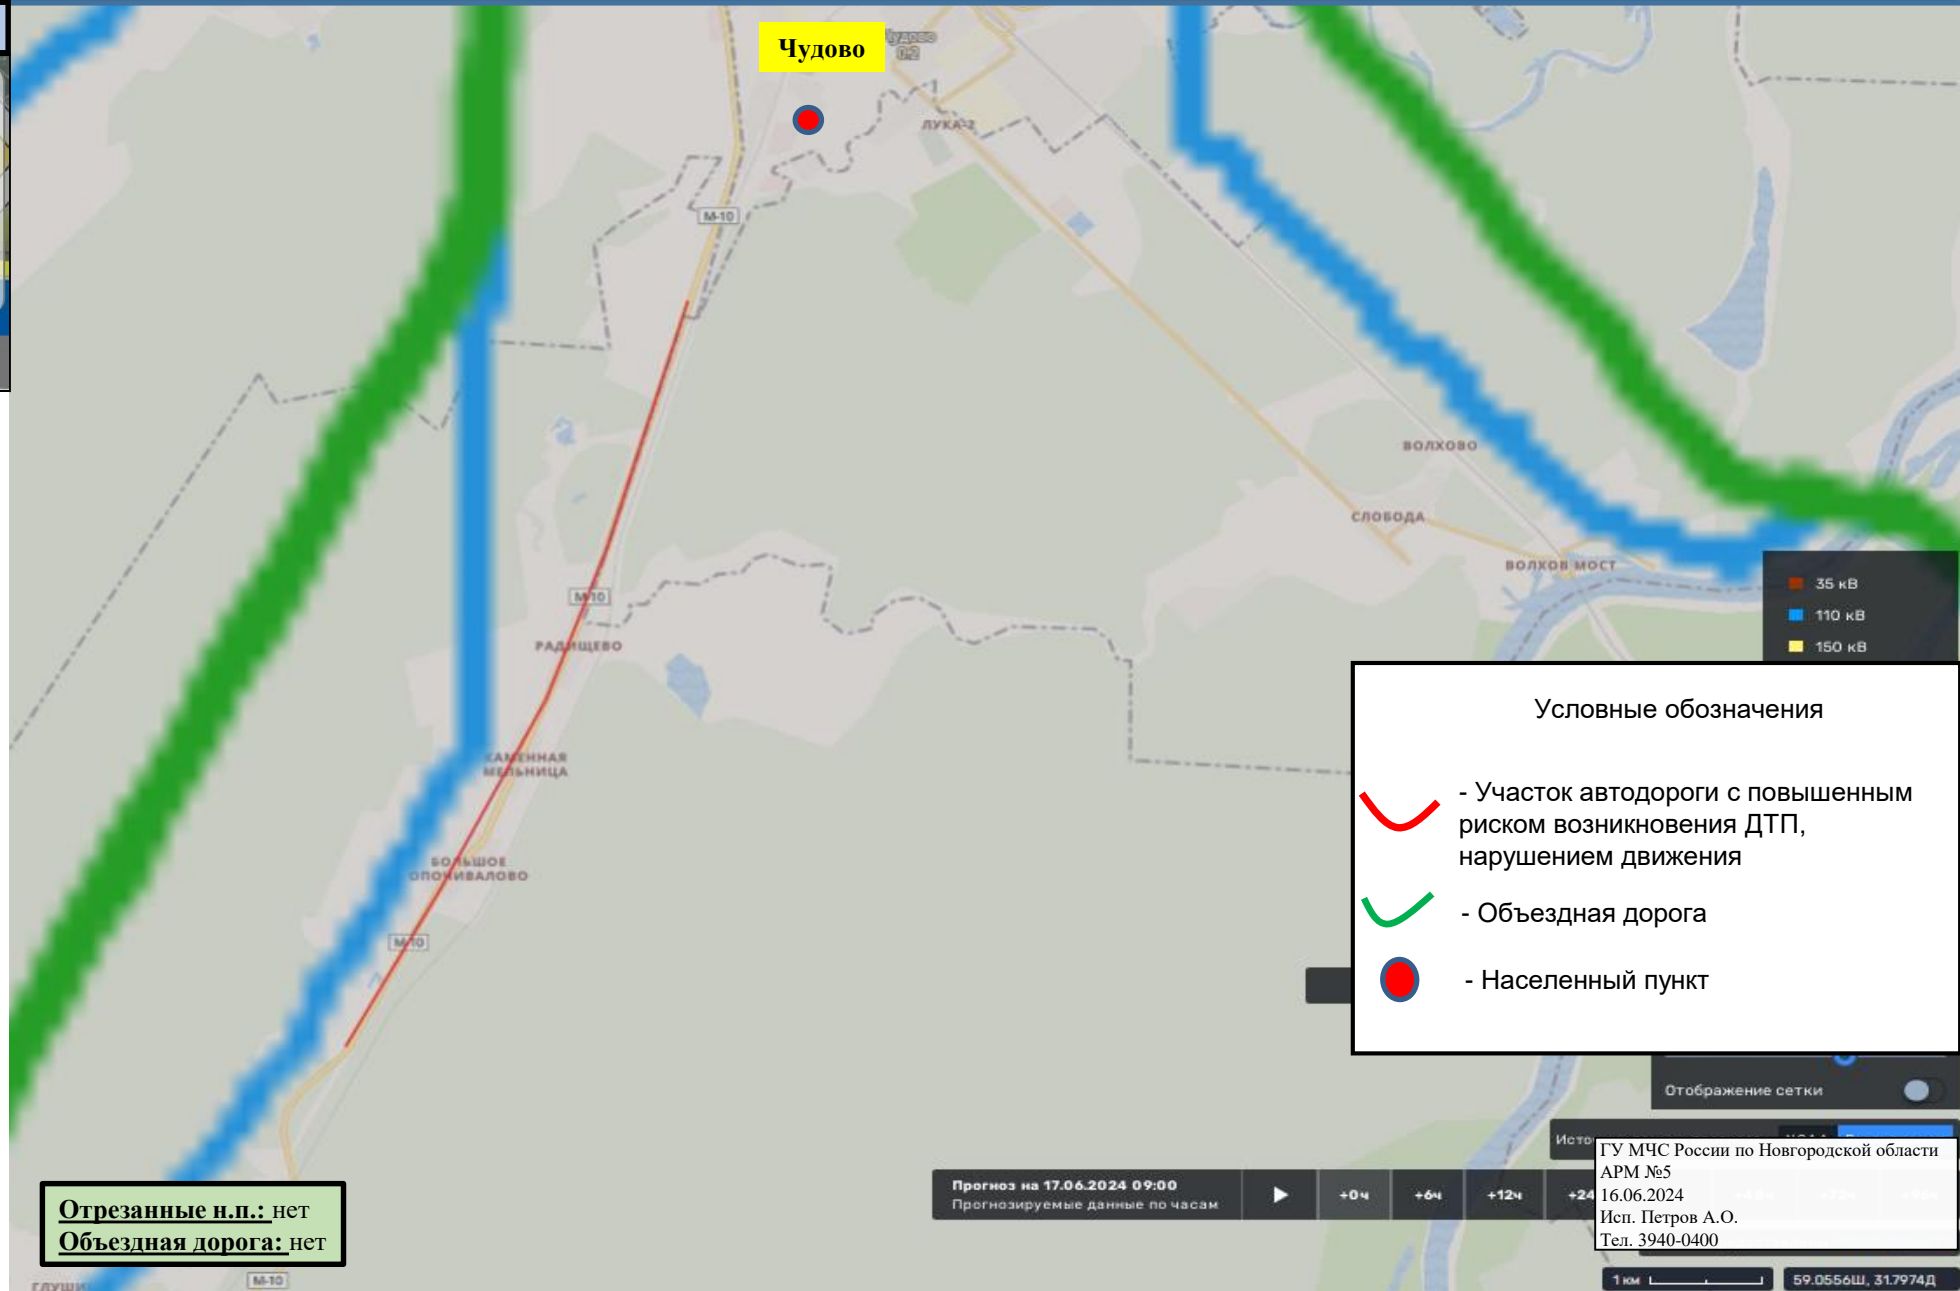 Чудово
Чудово
ЛУКА-2
М-10
ВОЛХОВО
СЛОБОДА
ВОЛХОВ МОСТ
35 кВ
110 кВ
150 кВ
М-10
РАДИЩЕВО
КАМЕННАЯ
МЕЛЬНИЦА
БОЛЬШОЕ
ОПОЧИВАЛОВО
М-10
Условные обозначения
- Участок автодороги с повышенным
риском возникновения ДТП,
нарушением движения
- Объездная дорога
- Населенный пункт
Отображение сетки
ГУ МЧС России по Новгородской области
АРМ №5
16.06.2024
Исп. Петров А.О.
Тел. 3940-0400
Прогноз на 17.06.2024 09:00
Прогнозируемые данные по часам
+0ч +6ч +12ч +24
Отрезанные н.п.: нет
Объездная дорога: нет
М-10
1 км
59.0556Ш, 31.7974Д